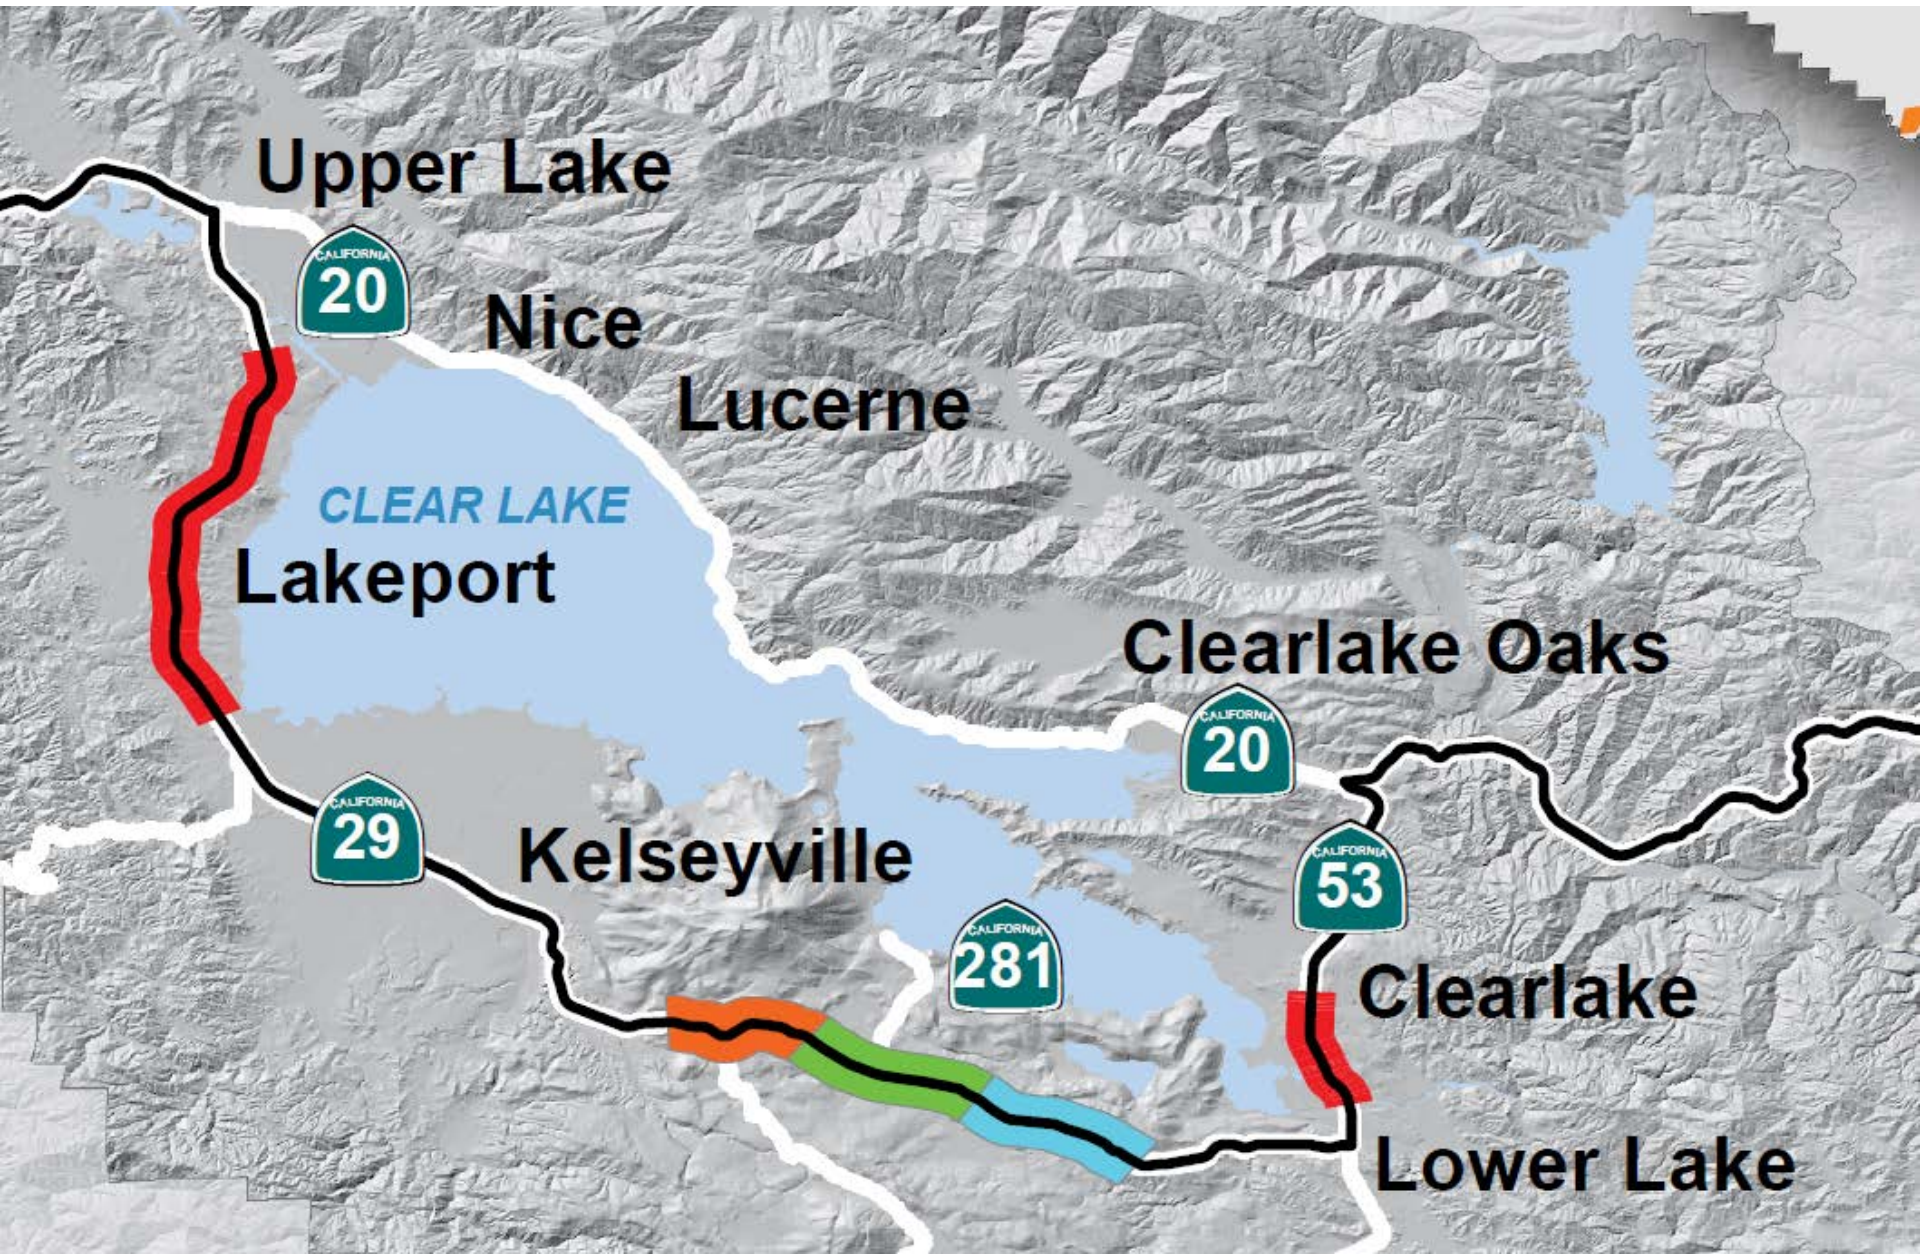 Upper Lake
CALIFORNIA
20
Nice
Lucerne
CLEAR LAKE
Lakeport
Clearlake Oaks
CALIFORNIA
20
CALIFORNIA
29
Kelseyville
CALIFORNIA
53
CALIFORNIA
281
Clearlake
Lower Lake